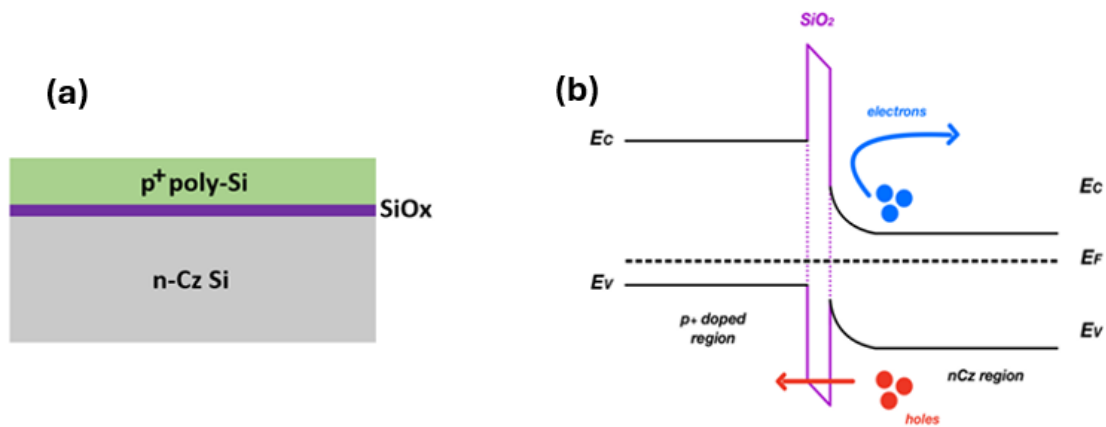 (a)
p+ poly-Si
SiOx
n-Cz Si
(b)
SiO₂
electrons
EC
EC
EF
EV
EV
p+ doped
region
nCz region
holes